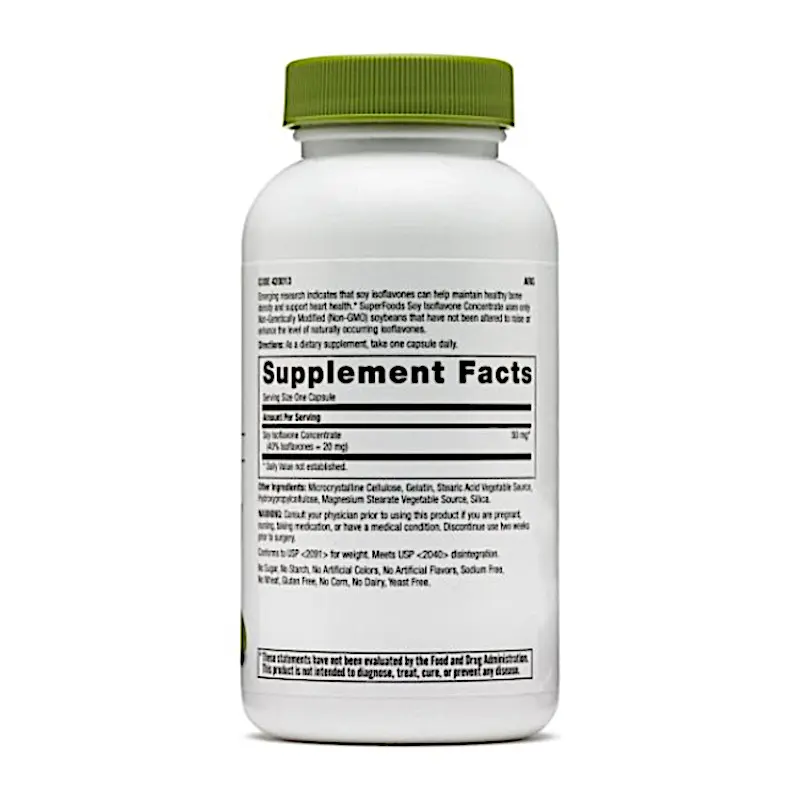 CODE 420013
Emerging research indicates that soy isoflavones can help maintain healthy bone
density and support heart health.* SuperFoods Soy Isoflavone Concentrate uses only
Non-Genetically Modified (Non-GMO) soybeans that have not been altered to raise or
enhance the level of naturally occurring isoflavones.
Directions: As a dietary supplement, take one capsule daily.
Supplement Facts
Serving Size One Capsule
Amount Per Serving
Soy Isoflavone Concentrate mg*
(40% Isoflavones = 20 mg)
* Daily Value not established.
Other Ingredients: Microcrystalline Cellulose, Gelatin, Stearic Acid Vegetable Source,
Hydroxypropylcellulose, Magnesium Stearate Vegetable Source, Silica.
WARNING: Consult your physician prior to using this product if you are pregnant,
nursing, taking medication, or have a medical condition. Discontinue use two weeks
prior to surgery.
Conforms to USP <2091> for weight. Meets USP <2040> disintegration.
No Sugar, No Starch, No Artificial Colors, No Artificial Flavors, Sodium Free,
No Wheat, Gluten Free, No Corn, No Dairy, Yeast Free.
*These statements have not been evaluated by the Food and Drug Administration.
This product is not intended to diagnose, treat, cure, or prevent any disease.